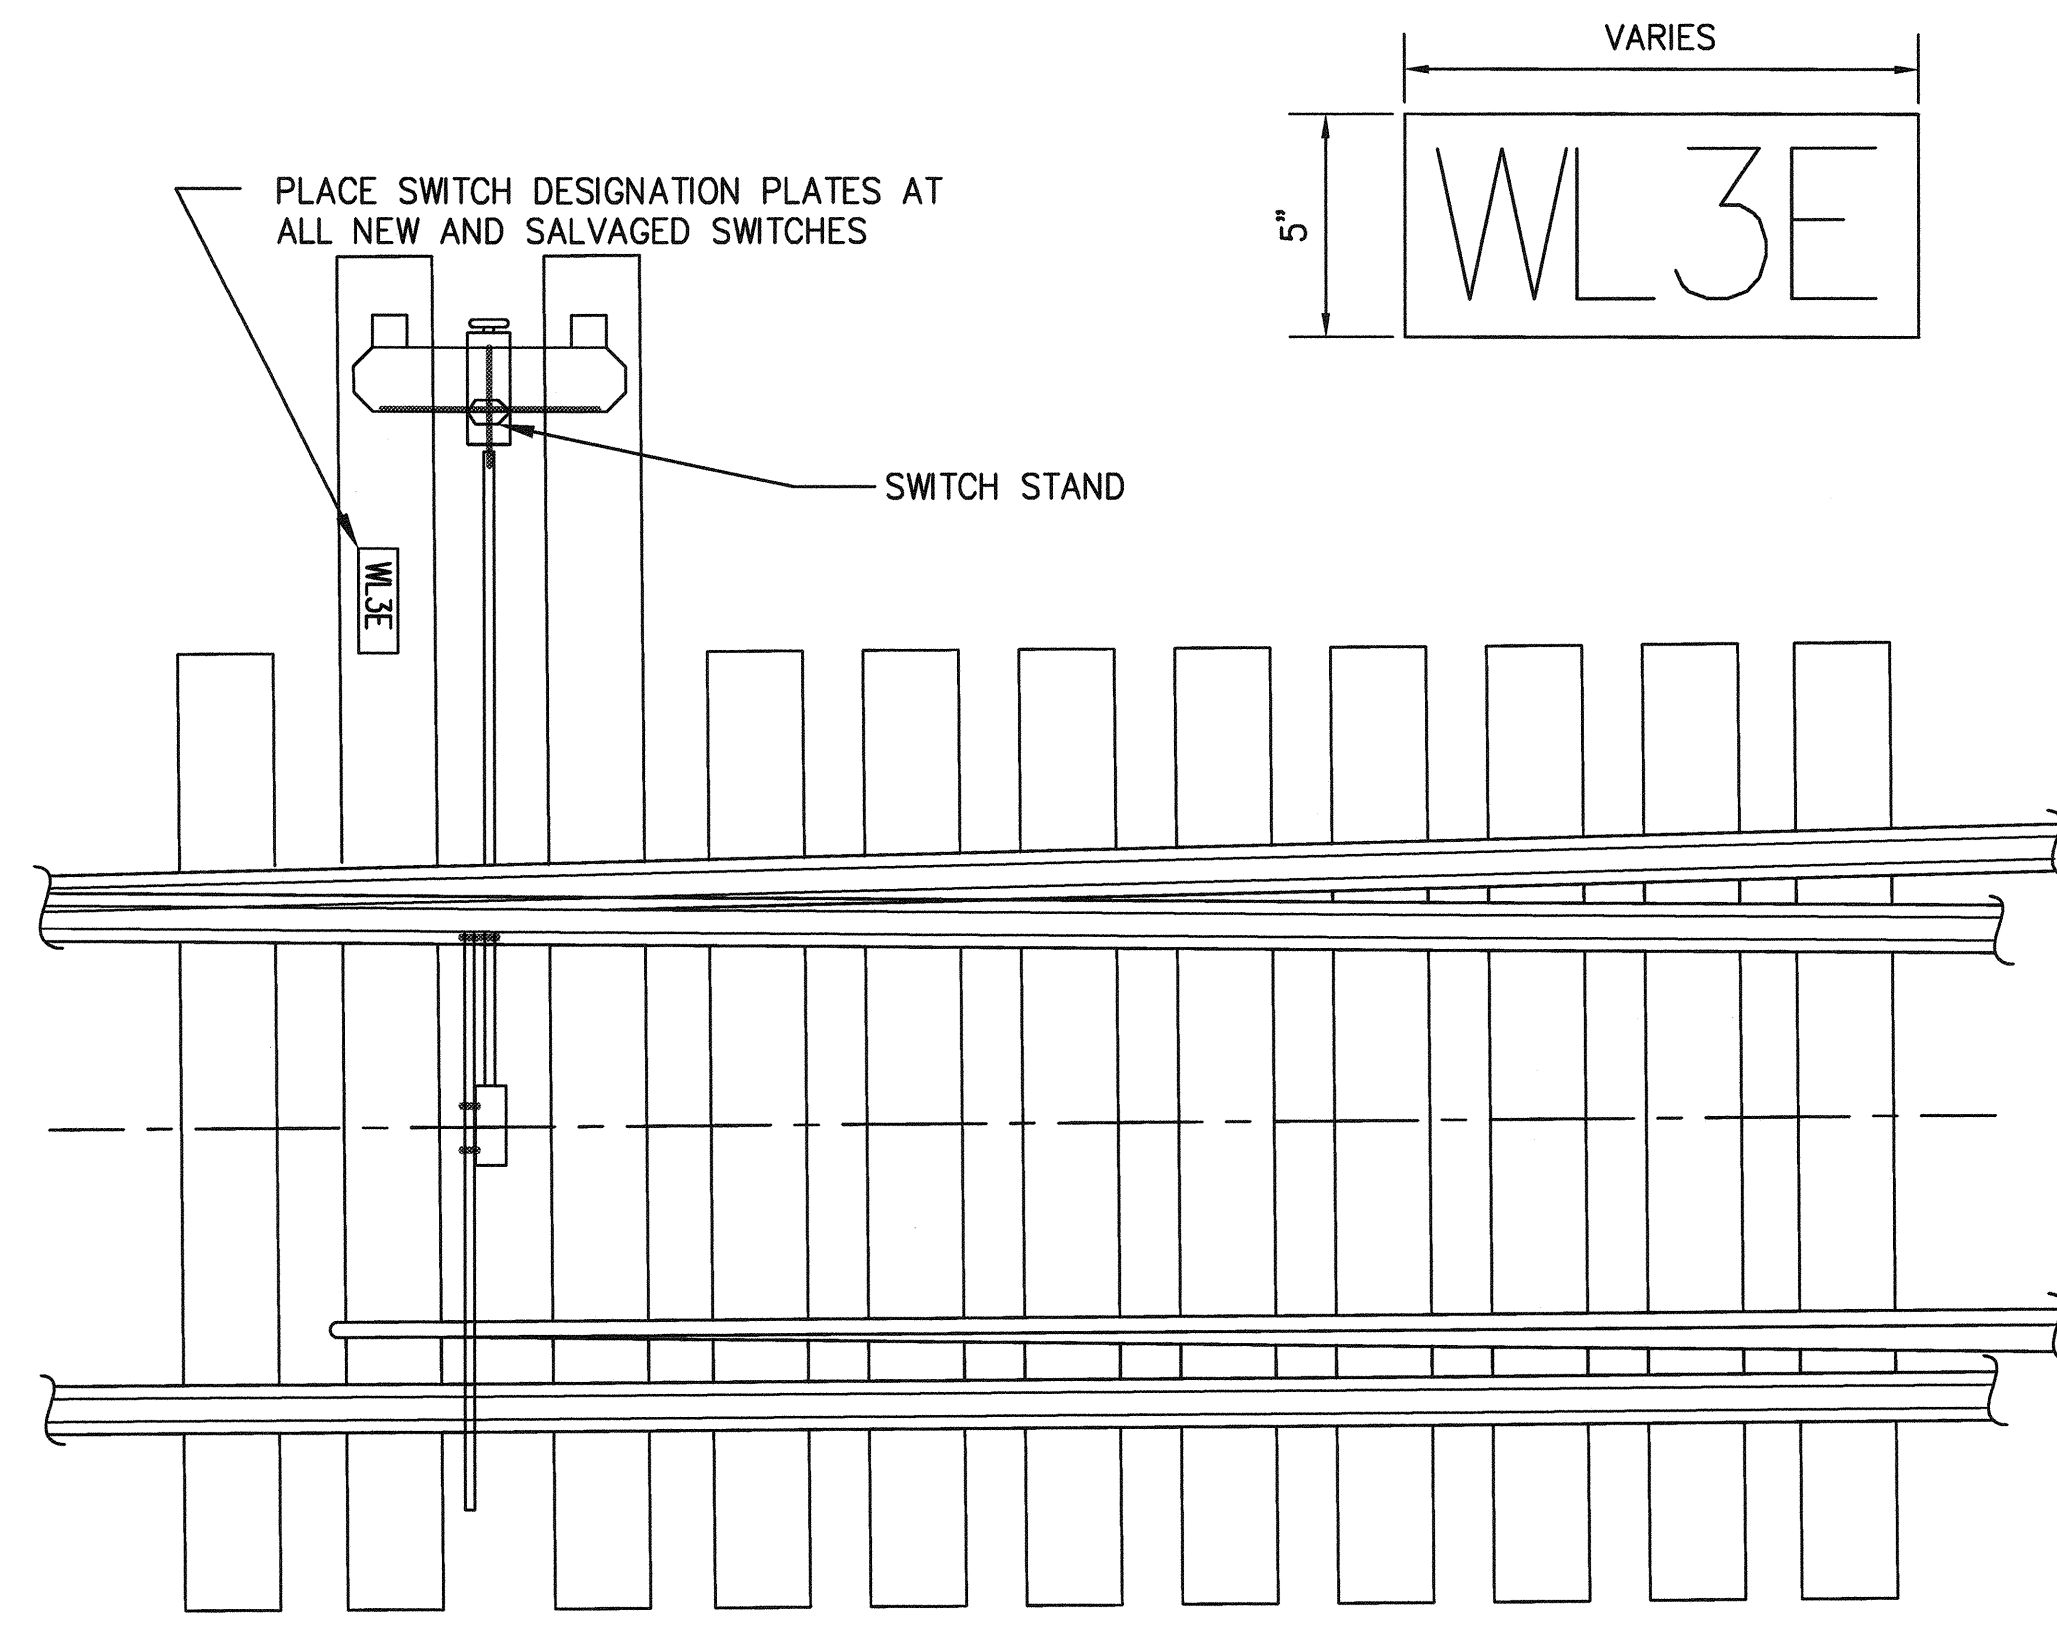 VARIES
WL3E
5"
PLACE SWITCH DESIGNATION PLATES AT
ALL NEW AND SALVAGED SWITCHES
SWITCH STAND
WL3E